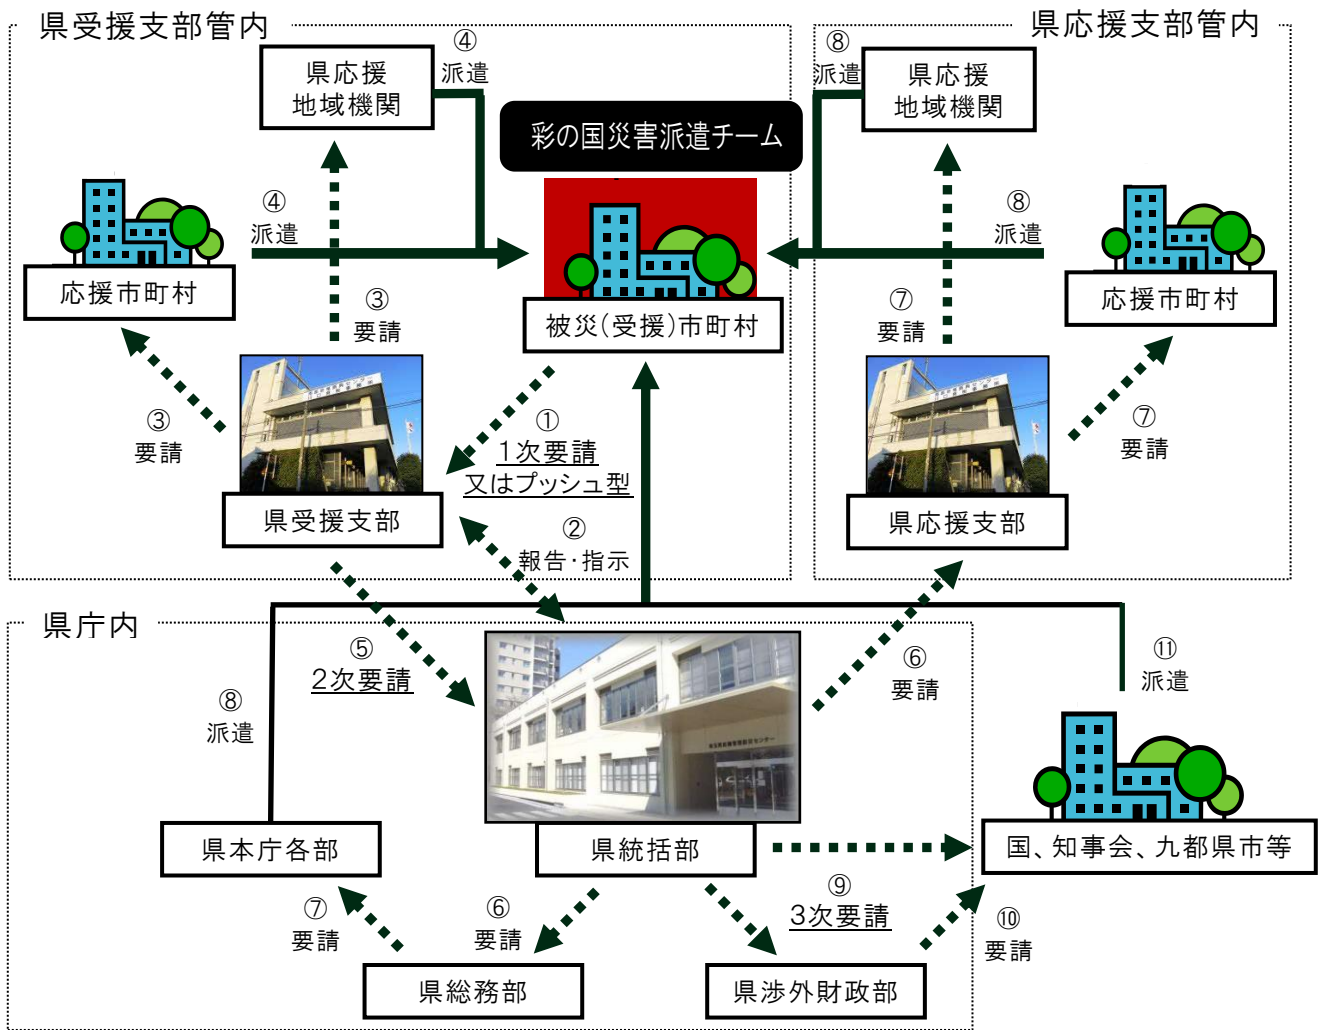 県受援支部管内
県応援支部管内
④
派遣
県応援
地域機関
⑧
派遣
県応援
地域機関
彩の国災害派遣チーム
④
派遣
⑧
派遣
応援市町村
被災(受援)市町村
応援市町村
③
要請
⑦
要請
③
要請
①
1次要請
又はプッシュ型
⑦
要請
県受援支部
②
報告・指示
県応援支部
県庁内
⑤
2次要請
⑥
要請
⑪
派遣
⑧
派遣
県本庁各部
県統括部
国、知事会、九都県市等
⑦
要請
⑥
要請
⑨
3次要請
⑩
要請
県総務部
県渉外財政部